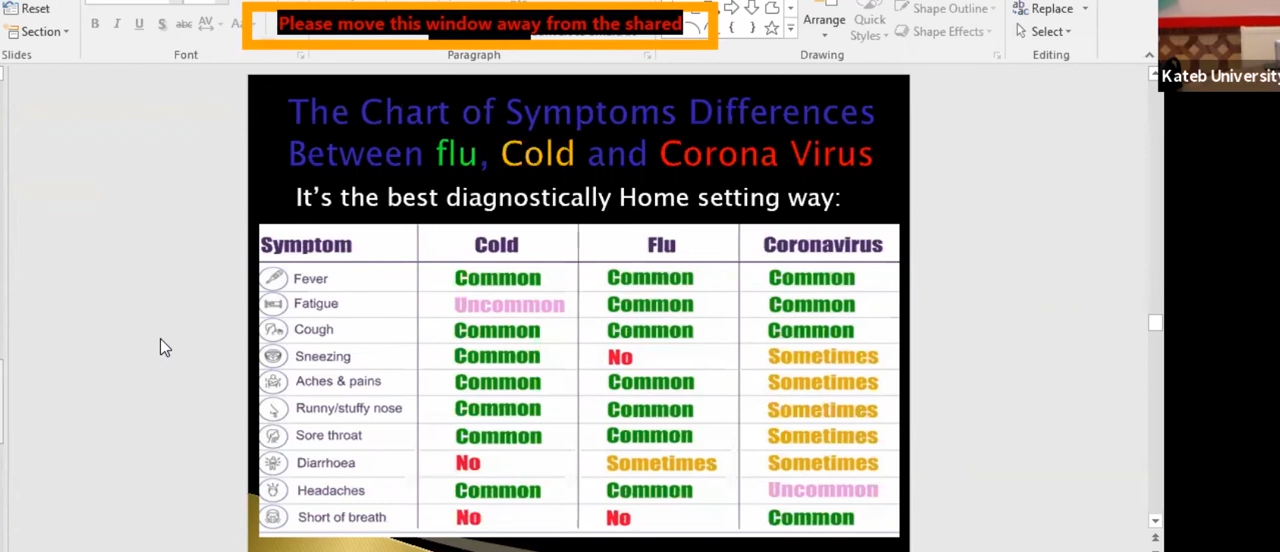 Reset
Section
Slides
B I U S abc AV
Font
Please move this window away from the shared
Paragraph
Arrange
Quick
Styles
Shape Outline
Shape Effects
Drawing
Replace
Select
Editing
Kateb University
The Chart of Symptoms Differences
Between flu, Cold and Corona Virus
It's the best diagnostically Home setting way:
Symptom Cold Flu Coronavirus
Fever Common Common Common
Fatigue Uncommon Common Common
Cough Common Common Common
Sneezing Common No Sometimes
Aches & pains Common Common Sometimes
Runny/stuffy nose Common Common Sometimes
Sore throat Common Common Sometimes
Diarrhoea No Sometimes Sometimes
Headaches Common Common Uncommon
Short of breath No No Common